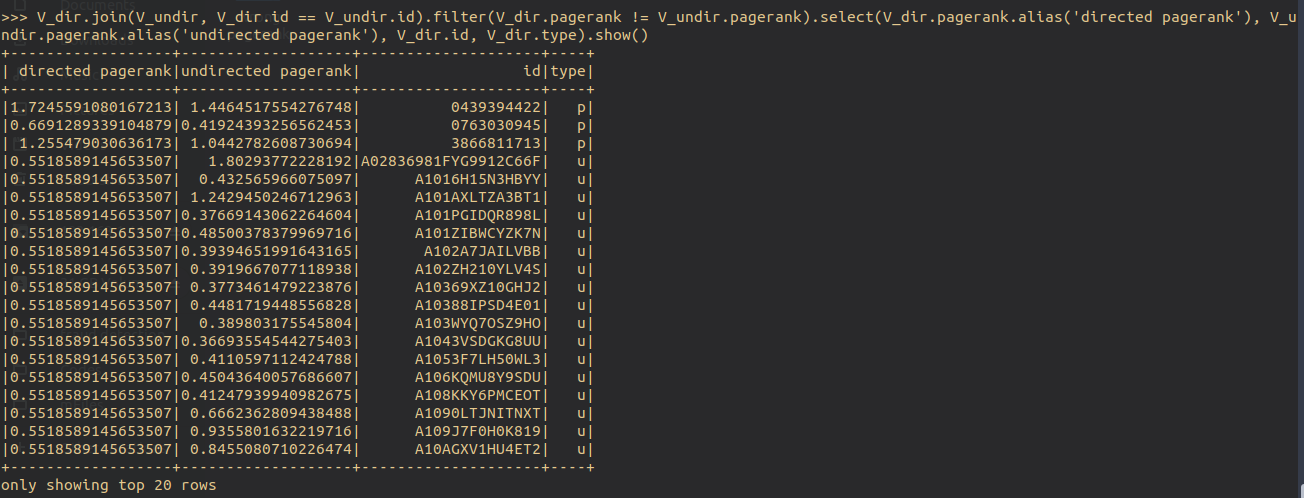 >>> V_dir.join(V_undir, V_dir.id == V_undir.id).filter(V_dir.pagerank != V_undir.pagerank).select(V_dir.pagerank.alias('directed pagerank'), V_u
ndir.pagerank.alias('undirected pagerank'), V_dir.id, V_dir.type).show()
+------------------+-------------------+--------------------+----+
| directed pagerank|undirected pagerank|                  id|type|
+------------------+-------------------+--------------------+----+
|1.7245591080167213| 1.4464517554276748|          0439394422|   p|
|0.6691289339104879|0.41924393256562453|          0763030945|   p|
| 1.255479030636173| 1.0442782608730694|          3866811713|   p|
|0.5518589145653507|   1.80293772228192|A02836981FYG9912C66F|   u|
|0.5518589145653507|  0.432565966075097|      A1016H15N3HBYY|   u|
|0.5518589145653507| 1.2429450246712963|      A101AXLTZA3BT1|   u|
|0.5518589145653507|0.37669143062264604|      A101PGIDQR898L|   u|
|0.5518589145653507|0.48500378379969716|      A101ZIBWCYZK7N|   u|
|0.5518589145653507|0.39394651991643165|       A102A7JAILVBB|   u|
|0.5518589145653507| 0.3919667077118938|      A102ZH210YLV4S|   u|
|0.5518589145653507| 0.3773461479223876|      A10369XZ10GHJ2|   u|
|0.5518589145653507| 0.4481719448556828|      A10388IPSD4E01|   u|
|0.5518589145653507|  0.389803175545804|      A103WYQ7OSZ9HO|   u|
|0.5518589145653507|0.36693554544275403|      A1043VSDGKG8UU|   u|
|0.5518589145653507| 0.4110597112424788|      A1053F7LH50WL3|   u|
|0.5518589145653507|0.45043640057686607|      A106KQMU8Y9SDU|   u|
|0.5518589145653507|0.41247939940982675|      A108KKY6PMCEOT|   u|
|0.5518589145653507| 0.6662362809438488|      A1090LTJNITNXT|   u|
|0.5518589145653507| 0.9355801632219716|      A109J7F0H0K819|   u|
|0.5518589145653507| 0.8455080710226474|      A10AGXV1HU4ET2|   u|
+------------------+-------------------+--------------------+----+
only showing top 20 rows